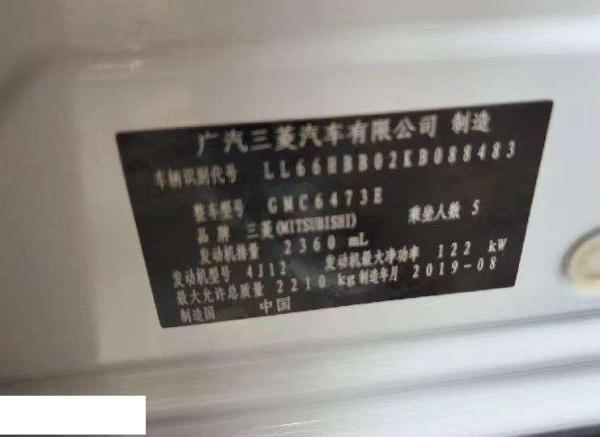 广汽三菱汽车有限公司 制造
车辆识别代号 LL66HBB02KB088483
整车型号 GMC6473E
品牌 三菱(MITSUBISHI) 乘坐人数 5
发动机排量 2360 mL
发动机型号 4J12 发动机最大净功率 122 kW
最大允许总质量 2210 kg 制造年月 2019-08
制造国 中国